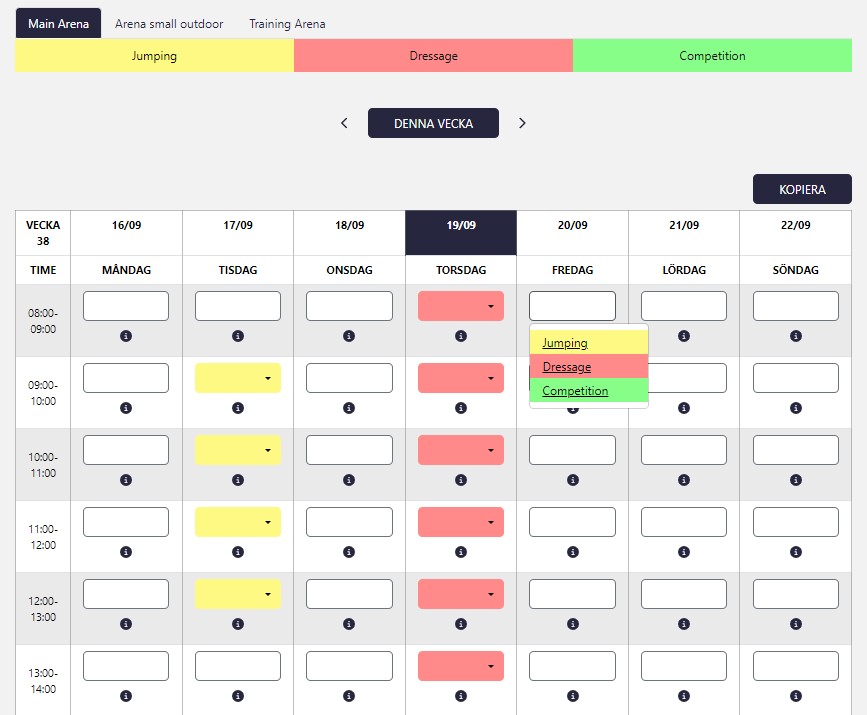 Main Arena Arena small outdoor Training Arena
Jumping Dressage Competition
DENNA VECKA
KOPIERA
VECKA 38 16/09 17/09 18/09 19/09 20/09 21/09 22/09
TIME MÅNDAG TISDAG ONSDAG TORSDAG FREDAG LÖRDAG SÖNDAG
08:00-
09:00
Jumping
Dressage
Competition
09:00-
10:00
10:00-
11:00
11:00-
12:00
12:00-
13:00
13:00-
14:00